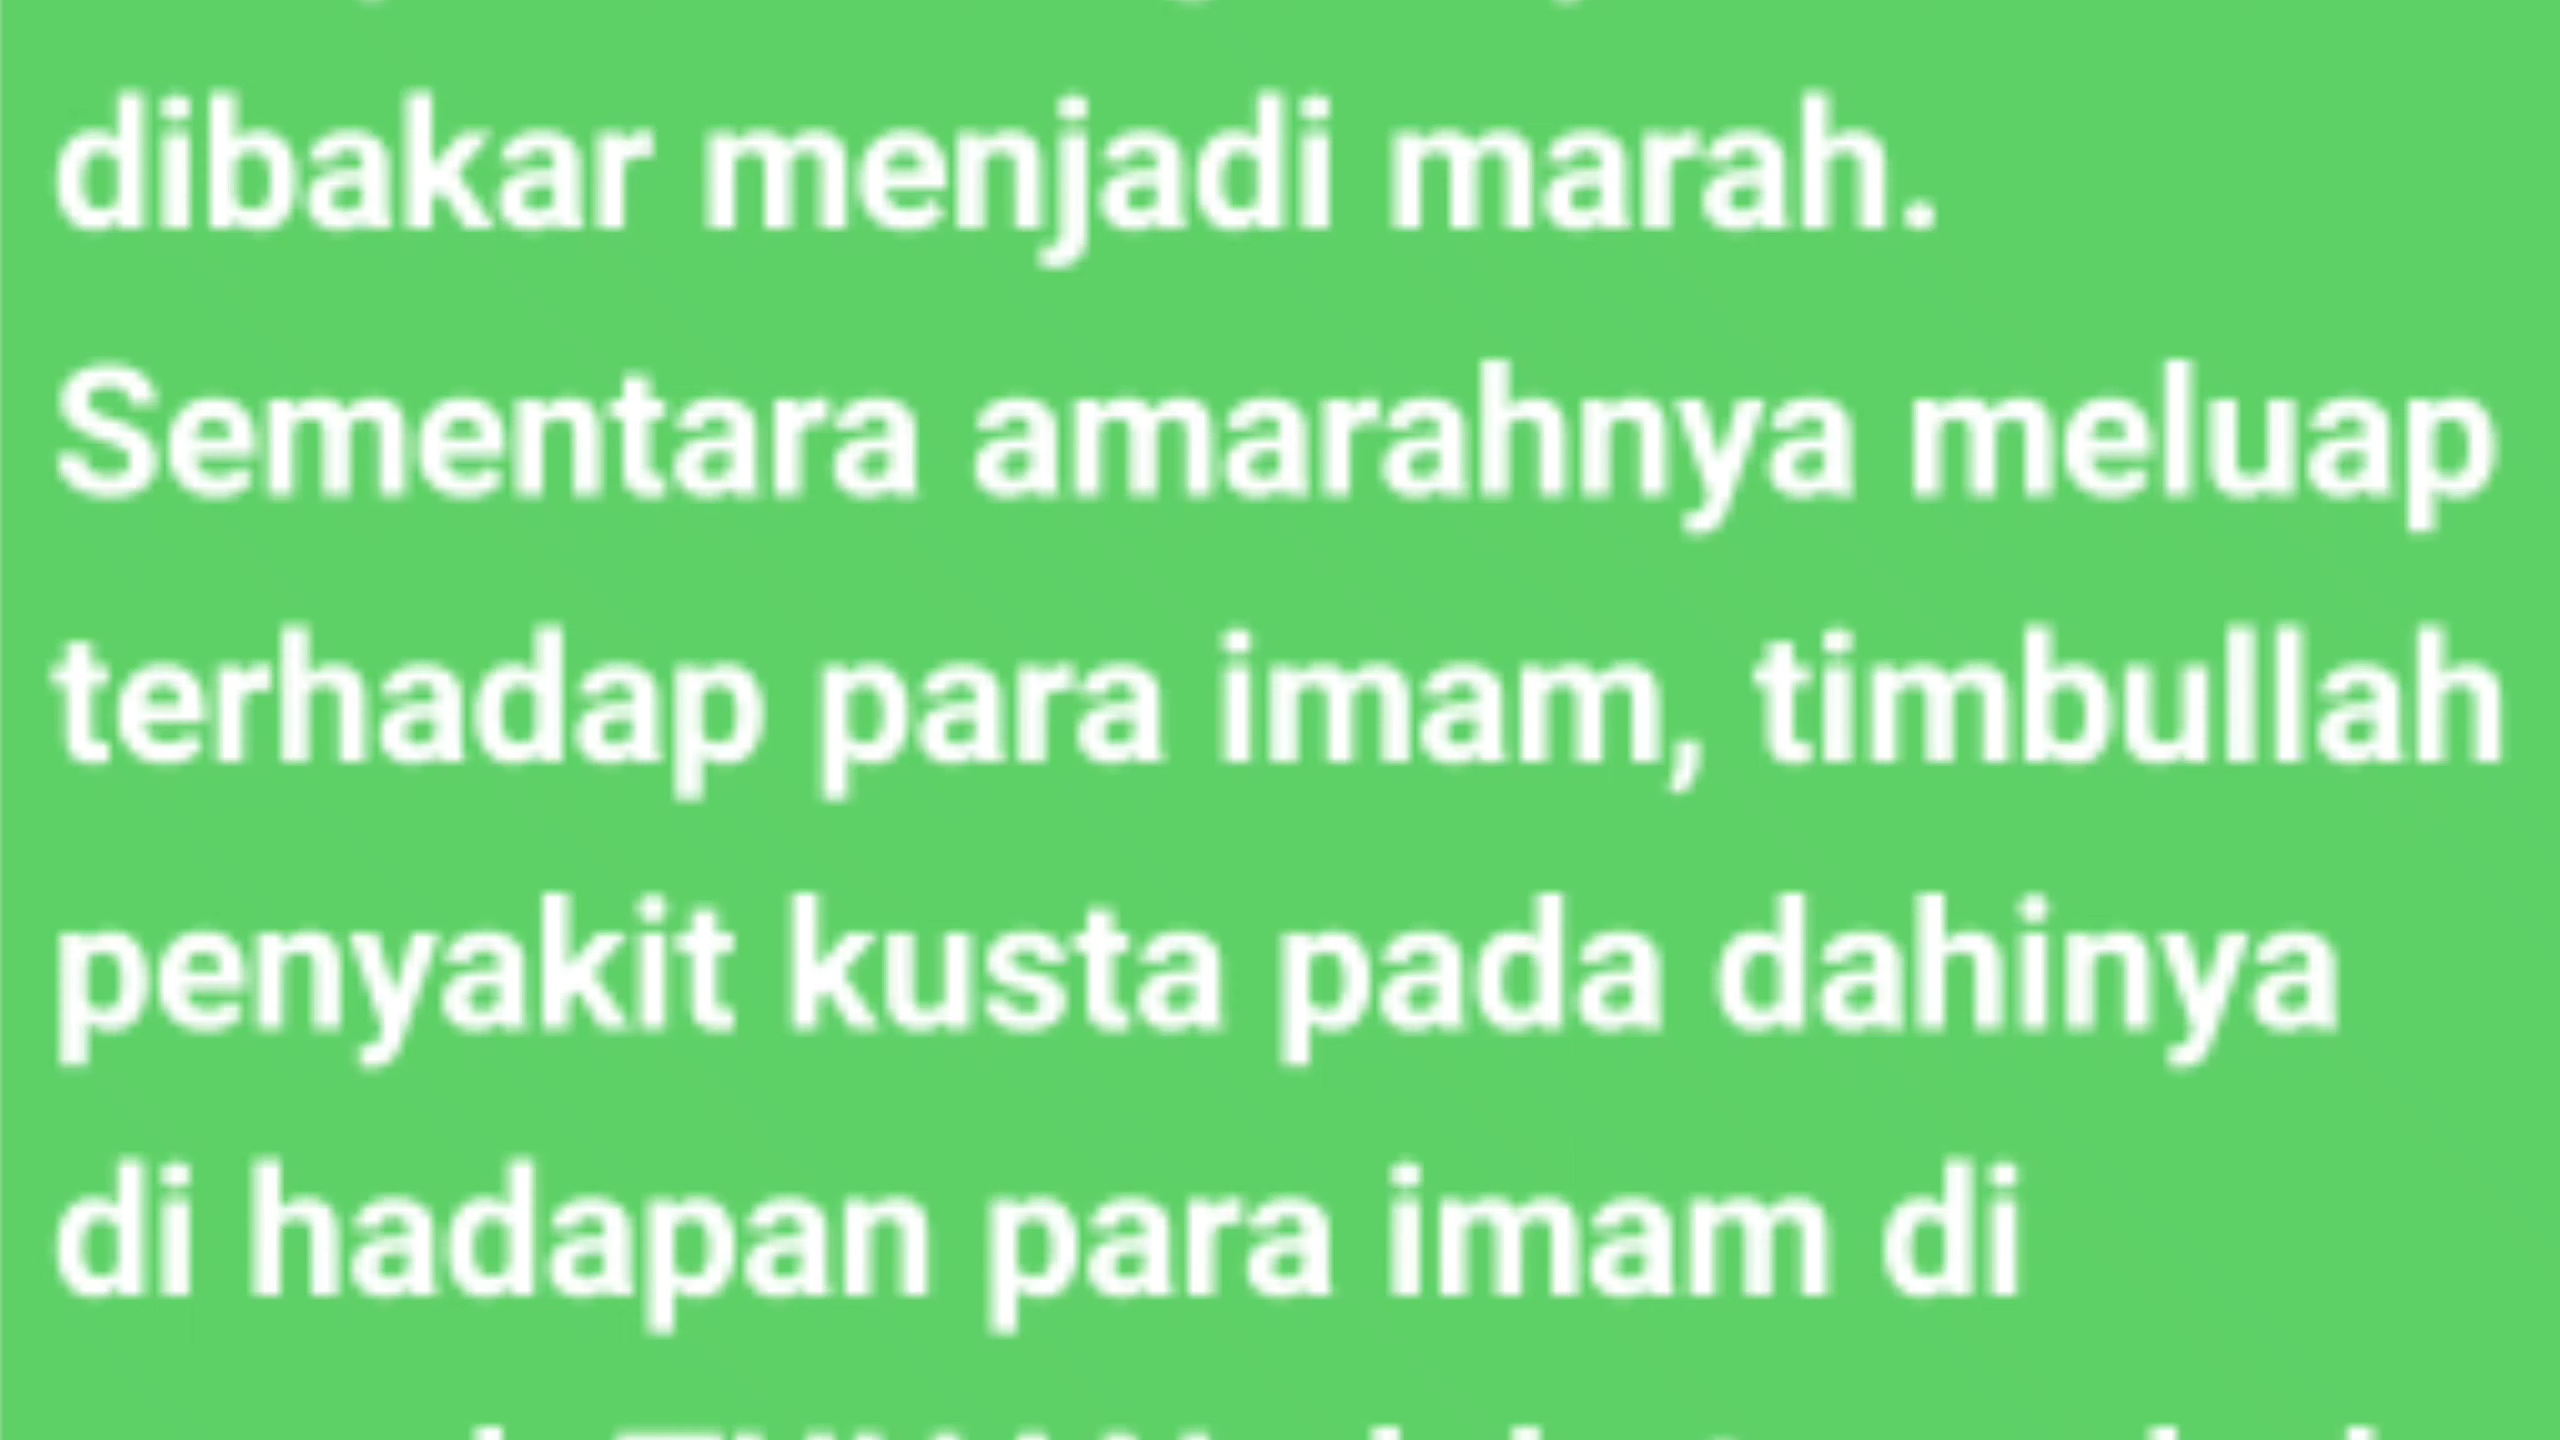 dibakar menjadi marah.
Sementara amarahnya meluap
terhadap para imam, timbullah
penyakit kusta pada dahinya
di hadapan para imam di